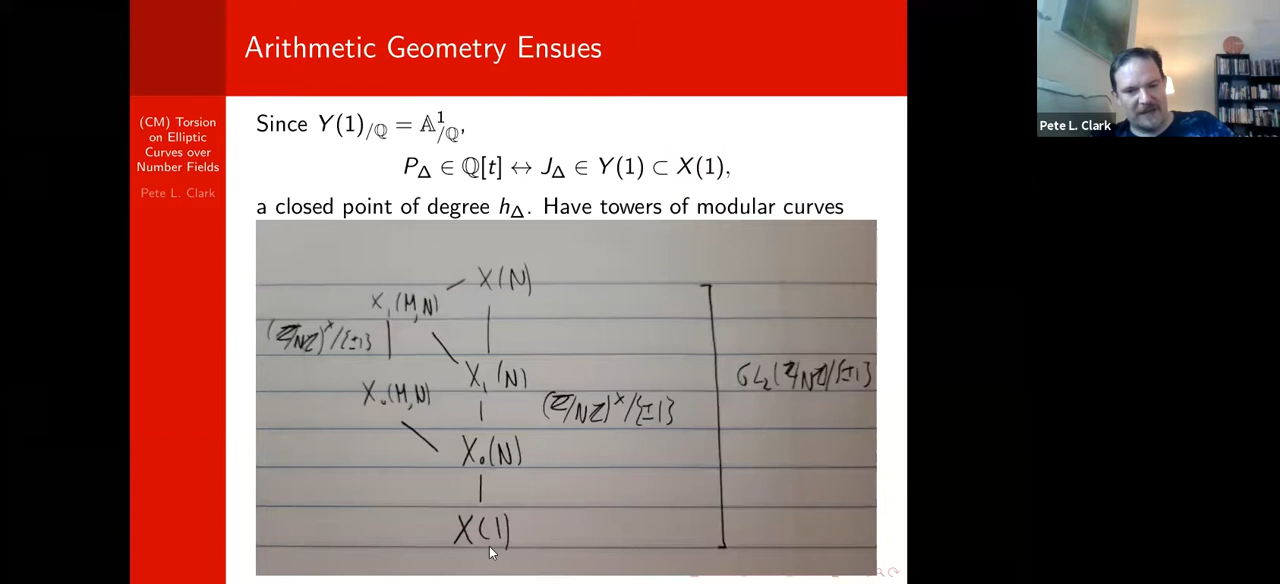 Arithmetic Geometry Ensues
(CM) Torsion
on Elliptic
Curves over
Number Fields
Pete L. Clark
Since Y(1)/ℚ = 𝔸¹/ℚ,
P_Δ ∈ ℚ[t] ↔ J_Δ ∈ Y(1) ⊂ X(1),
a closed point of degree h_Δ. Have towers of modular curves
X(N)
X₁(M,N)
(ℤ/Nℤ)^×/{±1}
X₁(N)
GL₂(ℤ/Nℤ)/{±1}
X₀(M,N)
(ℤ/Nℤ)^×/{±1}
X₀(N)
X(1)
Pete L. Clark